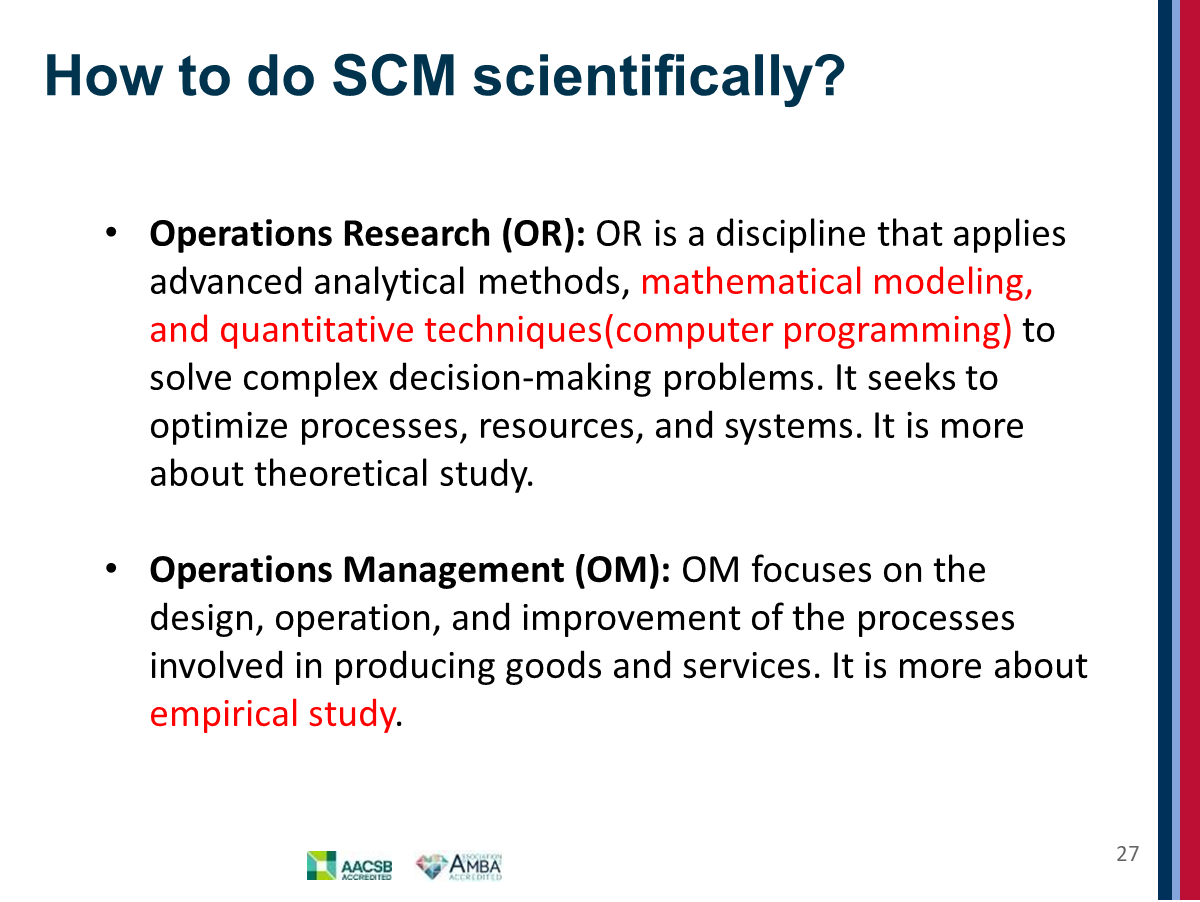 How to do SCM scientifically?
• Operations Research (OR): OR is a discipline that applies
advanced analytical methods, mathematical modeling,
and quantitative techniques(computer programming) to
solve complex decision-making problems. It seeks to
optimize processes, resources, and systems. It is more
about theoretical study.
• Operations Management (OM): OM focuses on the
design, operation, and improvement of the processes
involved in producing goods and services. It is more about
empirical study.
AACSB
ACCREDITED
ASSOCIATION
AMBA
ACCREDITED
27